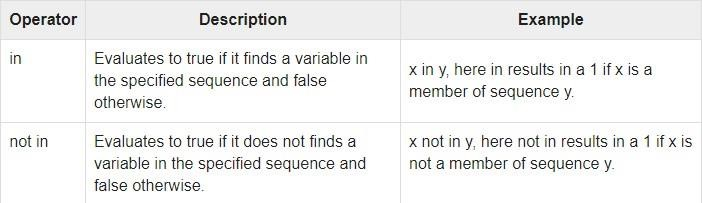 Operator Description Example
in
Evaluates to true if it finds a variable in
the specified sequence and false
otherwise.
x in y, here in results in a 1 if x is a
member of sequence y.
not in
Evaluates to true if it does not finds a
variable in the specified sequence and
false otherwise.
x not in y, here not in results in a 1 if x is
not a member of sequence y.